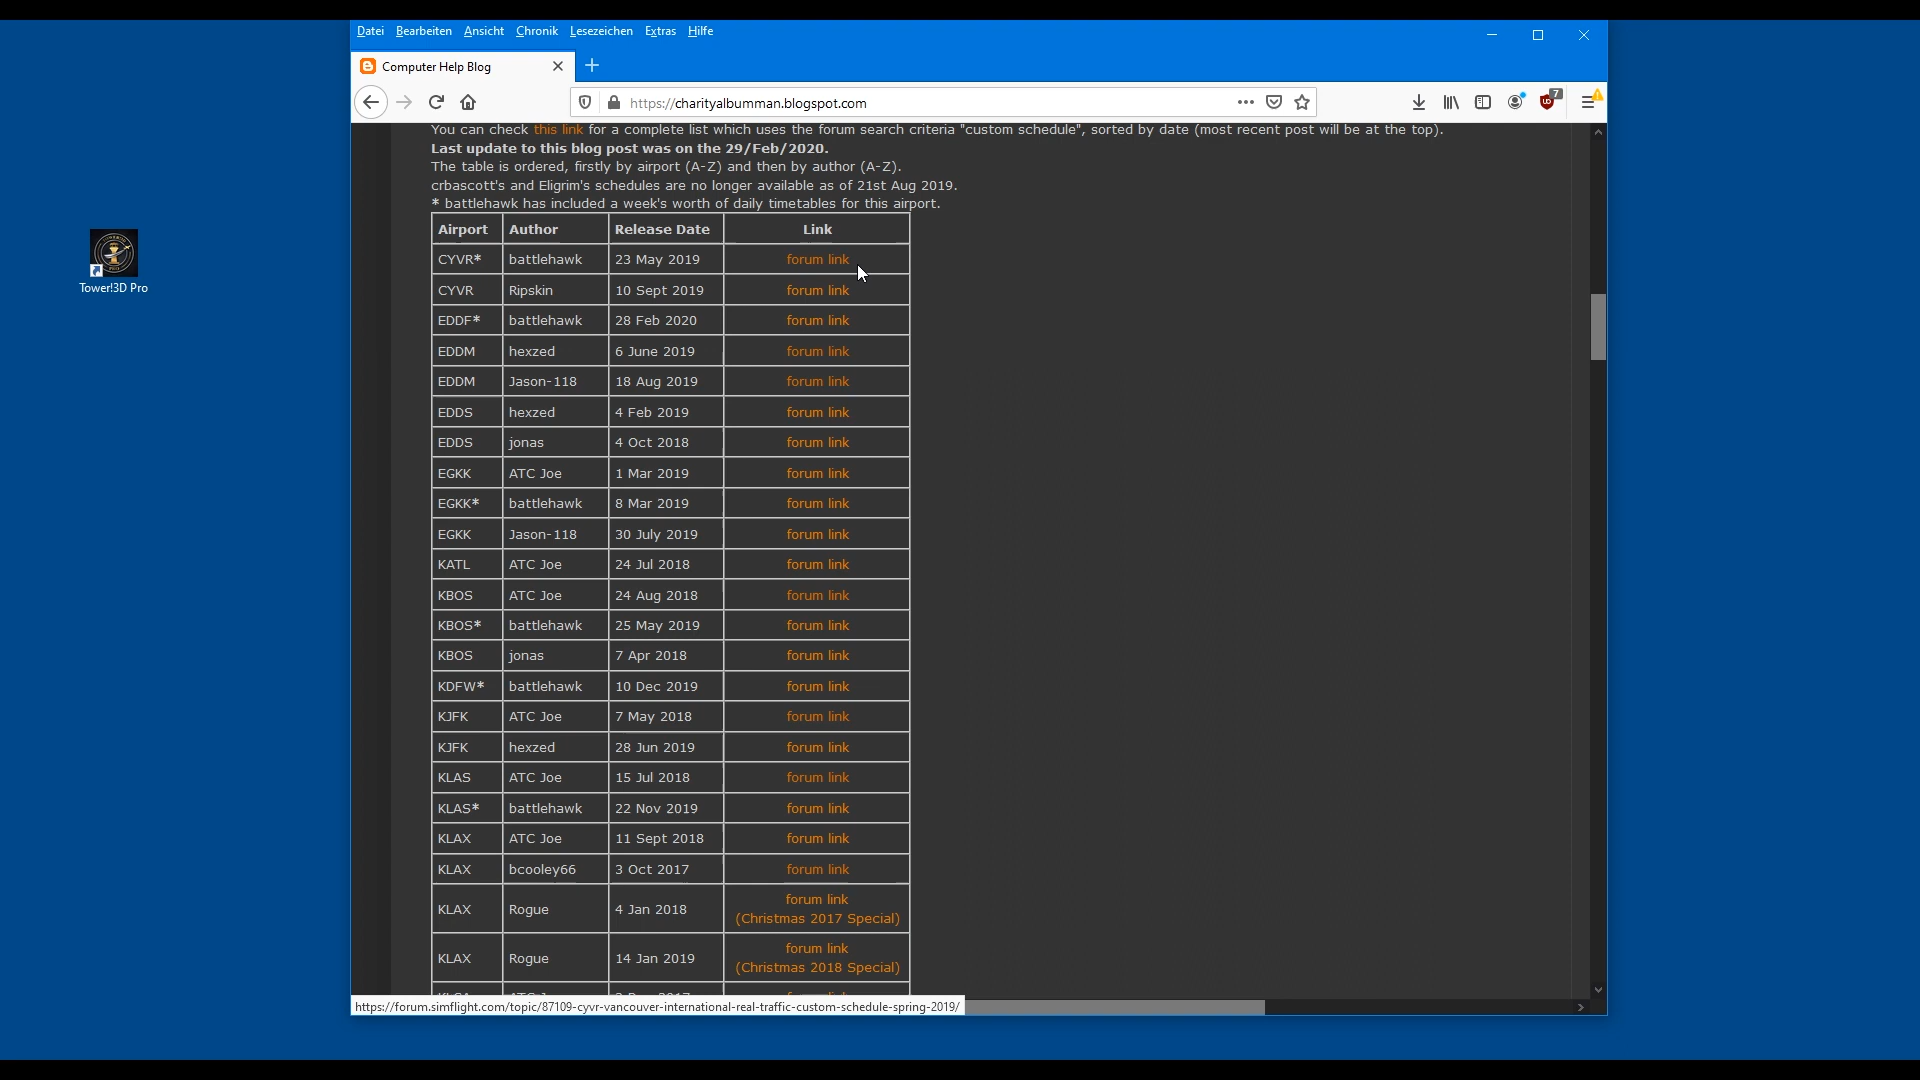 Datei Bearbeiten Ansicht Chronik Lesezeichen Extras Hilfe
Computer Help Blog
https://charityalbumman.blogspot.com
7
You can check this link for a complete list which uses the forum search criteria "custom schedule", sorted by date (most recent post will be at the top).
Last update to this blog post was on the 29/Feb/2020.
The table is ordered, firstly by airport (A-Z) and then by author (A-Z).
crbascott's and Eligrim's schedules are no longer available as of 21st Aug 2019.
* battlehawk has included a week's worth of daily timetables for this airport.
Airport Author Release Date Link
CYVR* battlehawk 23 May 2019 forum link
CYVR Ripskin 10 Sept 2019 forum link
EDDF* battlehawk 28 Feb 2020 forum link
EDDM hexzed 6 June 2019 forum link
EDDM Jason-118 18 Aug 2019 forum link
EDDS hexzed 4 Feb 2019 forum link
EDDS jonas 4 Oct 2018 forum link
EGKK ATC Joe 1 Mar 2019 forum link
EGKK* battlehawk 8 Mar 2019 forum link
EGKK Jason-118 30 July 2019 forum link
KATL ATC Joe 24 Jul 2018 forum link
KBOS ATC Joe 24 Aug 2018 forum link
KBOS* battlehawk 25 May 2019 forum link
KBOS jonas 7 Apr 2018 forum link
KDFW* battlehawk 10 Dec 2019 forum link
KJFK ATC Joe 7 May 2018 forum link
KJFK hexzed 28 Jun 2019 forum link
KLAS ATC Joe 15 Jul 2018 forum link
KLAS* battlehawk 22 Nov 2019 forum link
KLAX ATC Joe 11 Sept 2018 forum link
KLAX bcooley66 3 Oct 2017 forum link
KLAX Rogue 4 Jan 2018 forum link
(Christmas 2017 Special)
KLAX Rogue 14 Jan 2019 forum link
(Christmas 2018 Special)
https://forum.simflight.com/topic/87109-cyvr-vancouver-international-real-traffic-custom-schedule-spring-2019/
Tower!3D Pro